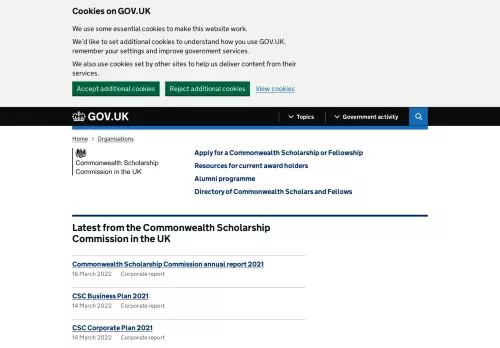 Cookies on GOV.UK
We use some essential cookies to make this website work.
We'd like to set additional cookies to understand how you use GOV.UK,
remember your settings and improve government services.
We also use cookies set by other sites to help us deliver content from their
services.
Accept additional cookies Reject additional cookies View cookies
GOV.UK Topics Government activity
Home > Organisations
Commonwealth Scholarship
Commission in the UK
Apply for a Commonwealth Scholarship or Fellowship
Resources for current award holders
Alumni programme
Directory of Commonwealth Scholars and Fellows
Latest from the Commonwealth Scholarship
Commission in the UK
Commonwealth Scholarship Commission annual report 2021
16 March 2022 Corporate report
CSC Business Plan 2021
14 March 2022 Corporate report
CSC Corporate Plan 2021
14 March 2022 Corporate report